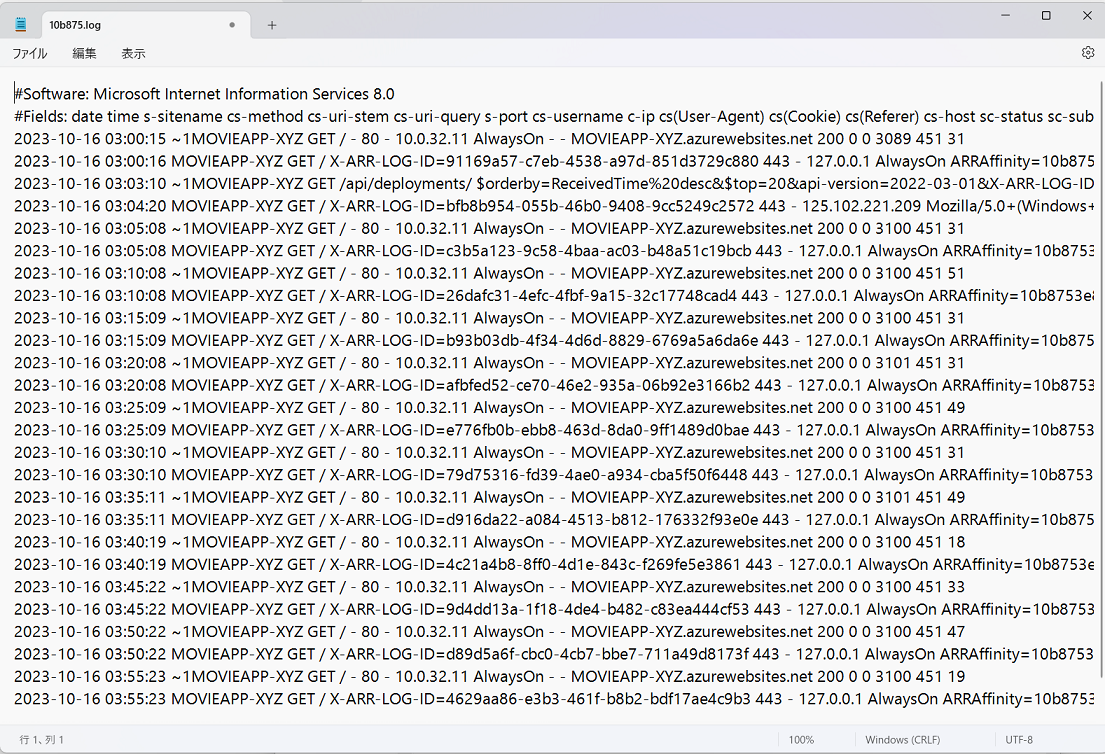 10b875.log
ファイル 編集 表示
#Software: Microsoft Internet Information Services 8.0
#Fields: date time s-sitename cs-method cs-uri-stem cs-uri-query s-port cs-username c-ip cs(User-Agent) cs(Cookie) cs(Referer) cs-host sc-status sc-sub
2023-10-16 03:00:15 ~1MOVIEAPP-XYZ GET / - 80 - 10.0.32.11 AlwaysOn - - MOVIEAPP-XYZ.azurewebsites.net 200 0 0 3089 451 31
2023-10-16 03:00:16 MOVIEAPP-XYZ GET / X-ARR-LOG-ID=91169a57-c7eb-4538-a97d-851d3729c880 443 - 127.0.0.1 AlwaysOn ARRAffinity=10b875
2023-10-16 03:03:10 ~1MOVIEAPP-XYZ GET /api/deployments/ $orderby=ReceivedTime%20desc&$top=20&api-version=2022-03-01&X-ARR-LOG-ID
2023-10-16 03:04:20 MOVIEAPP-XYZ GET / X-ARR-LOG-ID=bfb8b954-055b-46b0-9408-9cc5249c2572 443 - 125.102.221.209 Mozilla/5.0+(Windows+
2023-10-16 03:05:08 ~1MOVIEAPP-XYZ GET / - 80 - 10.0.32.11 AlwaysOn - - MOVIEAPP-XYZ.azurewebsites.net 200 0 0 3100 451 31
2023-10-16 03:05:08 MOVIEAPP-XYZ GET / X-ARR-LOG-ID=c3b5a123-9c58-4baa-ac03-b48a51c19bcb 443 - 127.0.0.1 AlwaysOn ARRAffinity=10b8753
2023-10-16 03:10:08 ~1MOVIEAPP-XYZ GET / - 80 - 10.0.32.11 AlwaysOn - - MOVIEAPP-XYZ.azurewebsites.net 200 0 0 3100 451 51
2023-10-16 03:10:08 MOVIEAPP-XYZ GET / X-ARR-LOG-ID=26dafc31-4efc-4fbf-9a15-32c17748cad4 443 - 127.0.0.1 AlwaysOn ARRAffinity=10b8753e
2023-10-16 03:15:09 ~1MOVIEAPP-XYZ GET / - 80 - 10.0.32.11 AlwaysOn - - MOVIEAPP-XYZ.azurewebsites.net 200 0 0 3100 451 31
2023-10-16 03:15:09 MOVIEAPP-XYZ GET / X-ARR-LOG-ID=b93b03db-4f34-4d6d-8829-6769a5a6da6e 443 - 127.0.0.1 AlwaysOn ARRAffinity=10b875
2023-10-16 03:20:08 ~1MOVIEAPP-XYZ GET / - 80 - 10.0.32.11 AlwaysOn - - MOVIEAPP-XYZ.azurewebsites.net 200 0 0 3101 451 31
2023-10-16 03:20:08 MOVIEAPP-XYZ GET / X-ARR-LOG-ID=afbfed52-ce70-46e2-935a-06b92e3166b2 443 - 127.0.0.1 AlwaysOn ARRAffinity=10b8753
2023-10-16 03:25:09 ~1MOVIEAPP-XYZ GET / - 80 - 10.0.32.11 AlwaysOn - - MOVIEAPP-XYZ.azurewebsites.net 200 0 0 3100 451 49
2023-10-16 03:25:09 MOVIEAPP-XYZ GET / X-ARR-LOG-ID=e776fb0b-ebb8-463d-8da0-9ff1489d0bae 443 - 127.0.0.1 AlwaysOn ARRAffinity=10b8753
2023-10-16 03:30:10 ~1MOVIEAPP-XYZ GET / - 80 - 10.0.32.11 AlwaysOn - - MOVIEAPP-XYZ.azurewebsites.net 200 0 0 3100 451 31
2023-10-16 03:30:10 MOVIEAPP-XYZ GET / X-ARR-LOG-ID=79d75316-fd39-4ae0-a934-cba5f50f6448 443 - 127.0.0.1 AlwaysOn ARRAffinity=10b8753
2023-10-16 03:35:11 ~1MOVIEAPP-XYZ GET / - 80 - 10.0.32.11 AlwaysOn - - MOVIEAPP-XYZ.azurewebsites.net 200 0 0 3101 451 49
2023-10-16 03:35:11 MOVIEAPP-XYZ GET / X-ARR-LOG-ID=d916da22-a084-4513-b812-176332f93e0e 443 - 127.0.0.1 AlwaysOn ARRAffinity=10b875
2023-10-16 03:40:19 ~1MOVIEAPP-XYZ GET / - 80 - 10.0.32.11 AlwaysOn - - MOVIEAPP-XYZ.azurewebsites.net 200 0 0 3100 451 18
2023-10-16 03:40:19 MOVIEAPP-XYZ GET / X-ARR-LOG-ID=4c21a4b8-8ff0-4d1e-843c-f269fe5e3861 443 - 127.0.0.1 AlwaysOn ARRAffinity=10b8753e
2023-10-16 03:45:22 ~1MOVIEAPP-XYZ GET / - 80 - 10.0.32.11 AlwaysOn - - MOVIEAPP-XYZ.azurewebsites.net 200 0 0 3100 451 33
2023-10-16 03:45:22 MOVIEAPP-XYZ GET / X-ARR-LOG-ID=9d4dd13a-1f18-4de4-b482-c83ea444cf53 443 - 127.0.0.1 AlwaysOn ARRAffinity=10b8753
2023-10-16 03:50:22 ~1MOVIEAPP-XYZ GET / - 80 - 10.0.32.11 AlwaysOn - - MOVIEAPP-XYZ.azurewebsites.net 200 0 0 3100 451 47
2023-10-16 03:50:22 MOVIEAPP-XYZ GET / X-ARR-LOG-ID=d89d5a6f-cbc0-4cb7-bbe7-711a49d8173f 443 - 127.0.0.1 AlwaysOn ARRAffinity=10b8753
2023-10-16 03:55:23 ~1MOVIEAPP-XYZ GET / - 80 - 10.0.32.11 AlwaysOn - - MOVIEAPP-XYZ.azurewebsites.net 200 0 0 3100 451 19
2023-10-16 03:55:23 MOVIEAPP-XYZ GET / X-ARR-LOG-ID=4629aa86-e3b3-461f-b8b2-bdf17ae4c9b3 443 - 127.0.0.1 AlwaysOn ARRAffinity=10b8753
行 1、列 1 100% Windows (CRLF) UTF-8